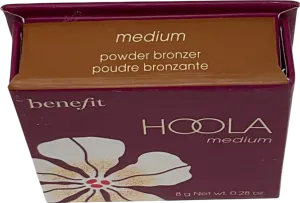 medium
powder bronzer
poudre bronzante
benefit
HOOLA
medium
8 g Net wt. 0.28 oz.